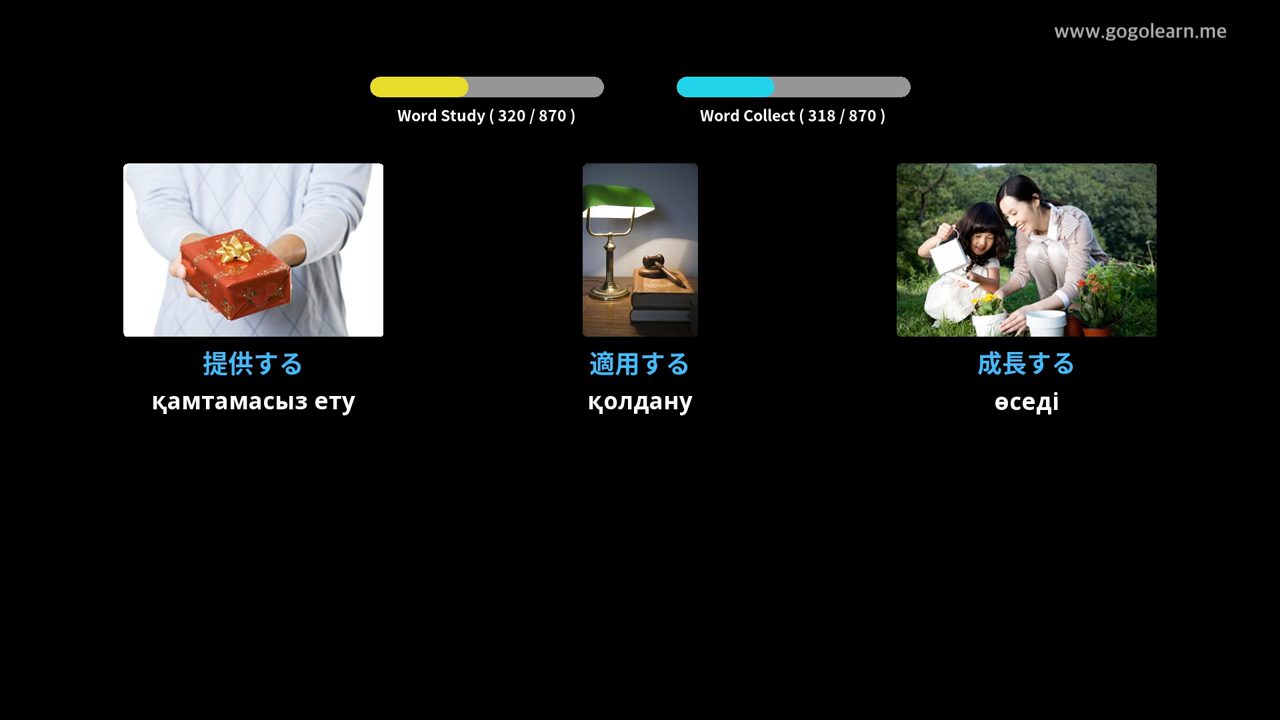 www.gogolearn.me
Word Study ( 320 / 870 )
Word Collect ( 318 / 870 )
提供する
適用する
成長する
қамтамасыз ету
қолдану
өседі